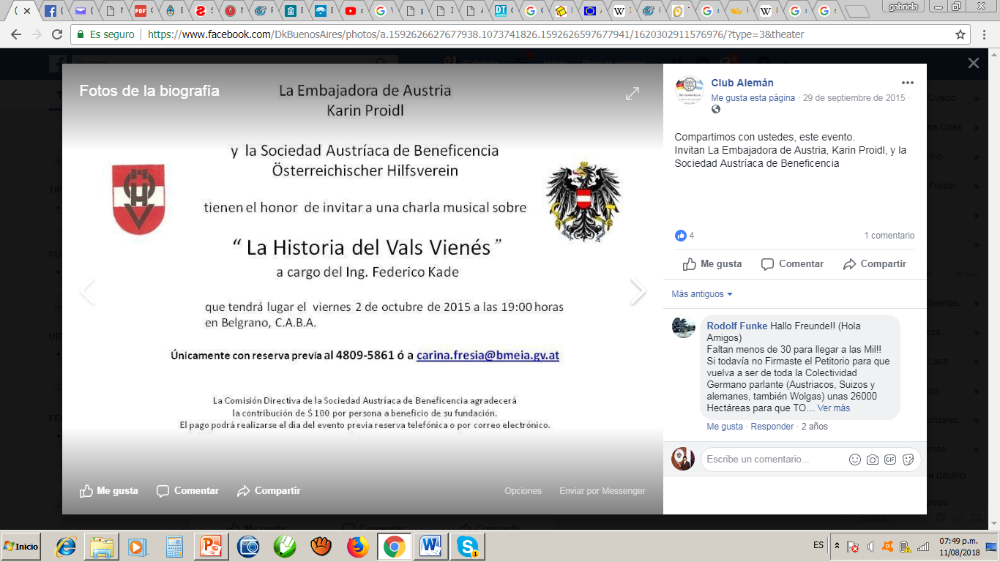 gabriela
Es seguro
https://www.facebook.com/DkBuenosAires/photos/a.1592626627677938.1073741826.1592626597677941/1620302911576976/?type=3&theater
Fotos de la biografía
La Embajadora de Austria
Karin Proidl
y la Sociedad Austríaca de Beneficencia
Österreichischer Hilfsverein
tienen el honor de invitar a una charla musical sobre
“ La Historia del Vals Vienés ”
a cargo del Ing. Federico Kade
que tendrá lugar el viernes 2 de octubre de 2015 a las 19:00 horas
en Belgrano, C.A.B.A.
Únicamente con reserva previa al 4809-5861 ó a carina.fresia@bmeia.gv.at
La Comisión Directiva de la Sociedad Austríaca de Beneficencia agradecerá
la contribución de $ 100 por persona a beneficio de su fundación.
El pago podrá realizarse el día del evento previa reserva telefónica o por correo electrónico.
Me gusta Comentar Compartir
Opciones Enviar por Messenger
Club Alemán
Me gusta esta página · 29 de septiembre de 2015 ·
Compartimos con ustedes, este evento.
Invitan La Embajadora de Austria, Karin Proidl, y la
Sociedad Austríaca de Beneficencia
4
1 comentario
Me gusta Comentar Compartir
Más antiguos
Rodolf Funke Hallo Freunde!! (Hola
Amigos)
Faltan menos de 30 para llegar a las Mil!!
Si todavía no Firmaste el Petitorio para que
vuelva a ser de toda la Colectividad
Germano parlante (Austriacos, Suizos y
alemanes, también Wolgas) unas 26000
Hectáreas para que TO… Ver más
Me gusta · Responder · 2 años
Escribe un comentario...
GIF
Inicio
ES
07:49 p.m.
11/08/2018